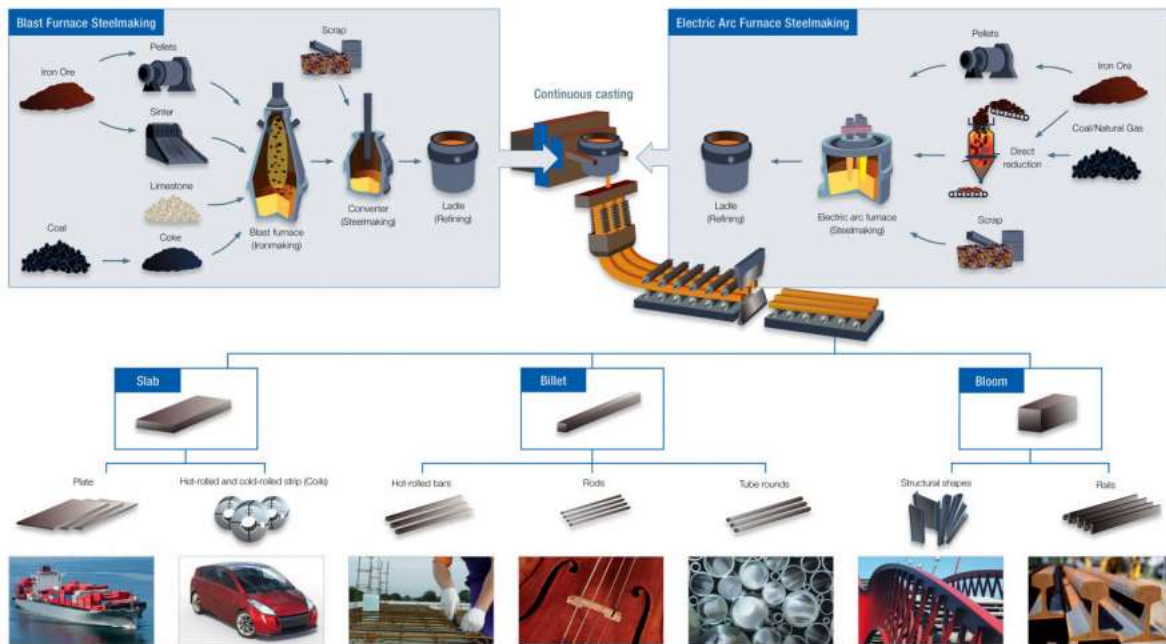 Blast Furnace Steelmaking
Iron Ore
Pellets
Sinter
Limestone
Coal
Coke
Blast furnace
(Ironmaking)
Scrap
Converter
(Steelmaking)
Ladle
(Refining)
Continuous casting
Electric Arc Furnace Steelmaking
Pellets
Iron Ore
Coal/Natural Gas
Direct
reduction
Ladle
(Refining)
Electric arc furnace
(Steelmaking)
Scrap
Slab
Billet
Bloom
Plate
Hot-rolled and cold-rolled strip (Coils)
Hot-rolled bars
Rods
Tube rounds
Structural shapes
Rails